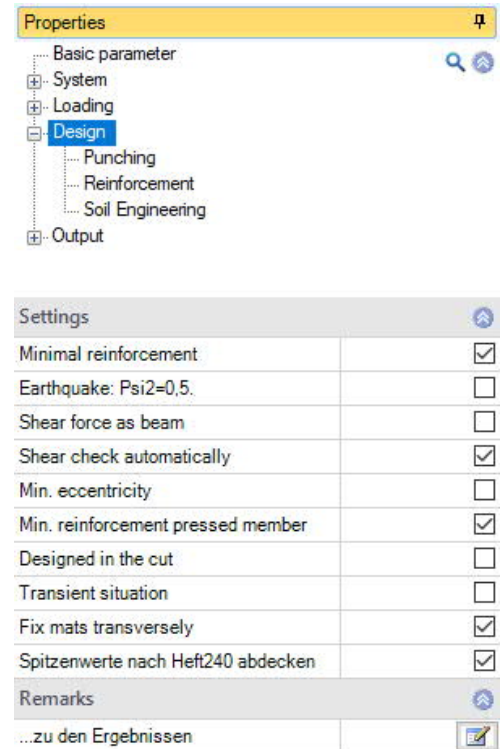 Properties
Basic parameter
System
Loading
Design
Punching
Reinforcement
Soil Engineering
Output
Settings
Minimal reinforcement
Earthquake: Psi2=0,5.
Shear force as beam
Shear check automatically
Min. eccentricity
Min. reinforcement pressed member
Designed in the cut
Transient situation
Fix mats transversely
Spitzenwerte nach Heft240 abdecken
Remarks
...zu den Ergebnissen